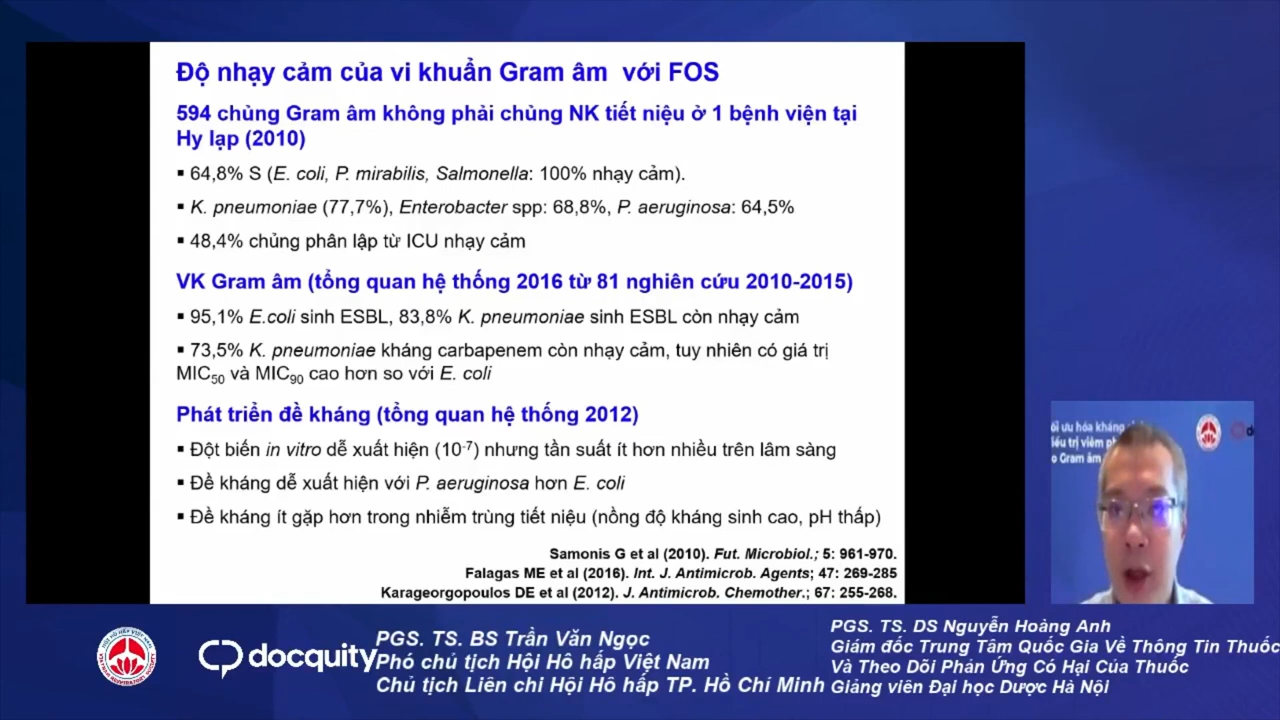 Độ nhạy cảm của vi khuẩn Gram âm với FOS
594 chủng Gram âm không phải chủng NK tiết niệu ở 1 bệnh viện tại
Hy lạp (2010)
▪ 64,8% S (E. coli, P. mirabilis, Salmonella: 100% nhạy cảm).
▪ K. pneumoniae (77,7%), Enterobacter spp: 68,8%, P. aeruginosa: 64,5%
▪ 48,4% chủng phân lập từ ICU nhạy cảm
VK Gram âm (tổng quan hệ thống 2016 từ 81 nghiên cứu 2010-2015)
▪ 95,1% E.coli sinh ESBL, 83,8% K. pneumoniae sinh ESBL còn nhạy cảm
▪ 73,5% K. pneumoniae kháng carbapenem còn nhạy cảm, tuy nhiên có giá trị
MIC50 và MIC90 cao hơn so với E. coli
Phát triển đề kháng (tổng quan hệ thống 2012)
▪ Đột biến in vitro dễ xuất hiện (10-7) nhưng tần suất ít hơn nhiều trên lâm sàng
▪ Đề kháng dễ xuất hiện với P. aeruginosa hơn E. coli
▪ Đề kháng ít gặp hơn trong nhiễm trùng tiết niệu (nồng độ kháng sinh cao, pH thấp)
Samonis G et al (2010). Fut. Microbiol.; 5: 961-970.
Falagas ME et al (2016). Int. J. Antimicrob. Agents; 47: 269-285
Karageorgopoulos DE et al (2012). J. Antimicrob. Chemother.; 67: 255-268.
ưu hóa kháng
trị viêm
Gram âm
docquity
PGS. TS. BS Trần Văn Ngọc
Phó chủ tịch Hội Hô hấp Việt Nam
Chủ tịch Liên chi Hội Hô hấp TP. Hồ Chí Minh
PGS. TS. DS Nguyễn Hoàng Anh
Giám đốc Trung Tâm Quốc Gia Về Thông Tin Thuốc
Và Theo Dõi Phản Ứng Có Hại Của Thuốc
Giảng viên Đại học Dược Hà Nội